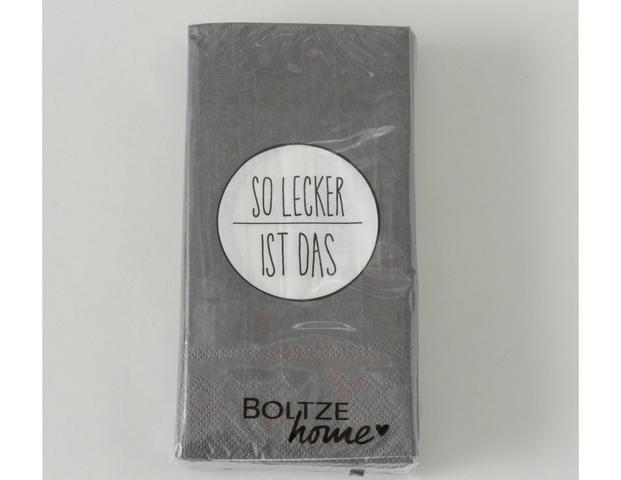 SO LECKER
IST DAS
BOLTZE
home